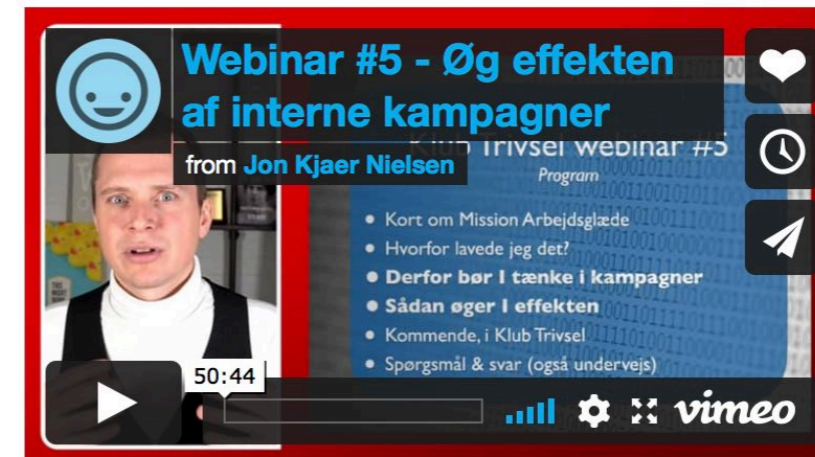 Webinar #5 - Øg effekten
af interne kampagner
from Jon Kjaer Nielsen
Klub Trivsel Webinar #5
Program
• Kort om Mission Arbejdsglæde
• Hvorfor lavede jeg det?
• Derfor bør I tænke i kampagner
• Sådan øger I effekten
• Kommende, i Klub Trivsel
• Spørgsmål & svar (også undervejs)
50:44
vimeo